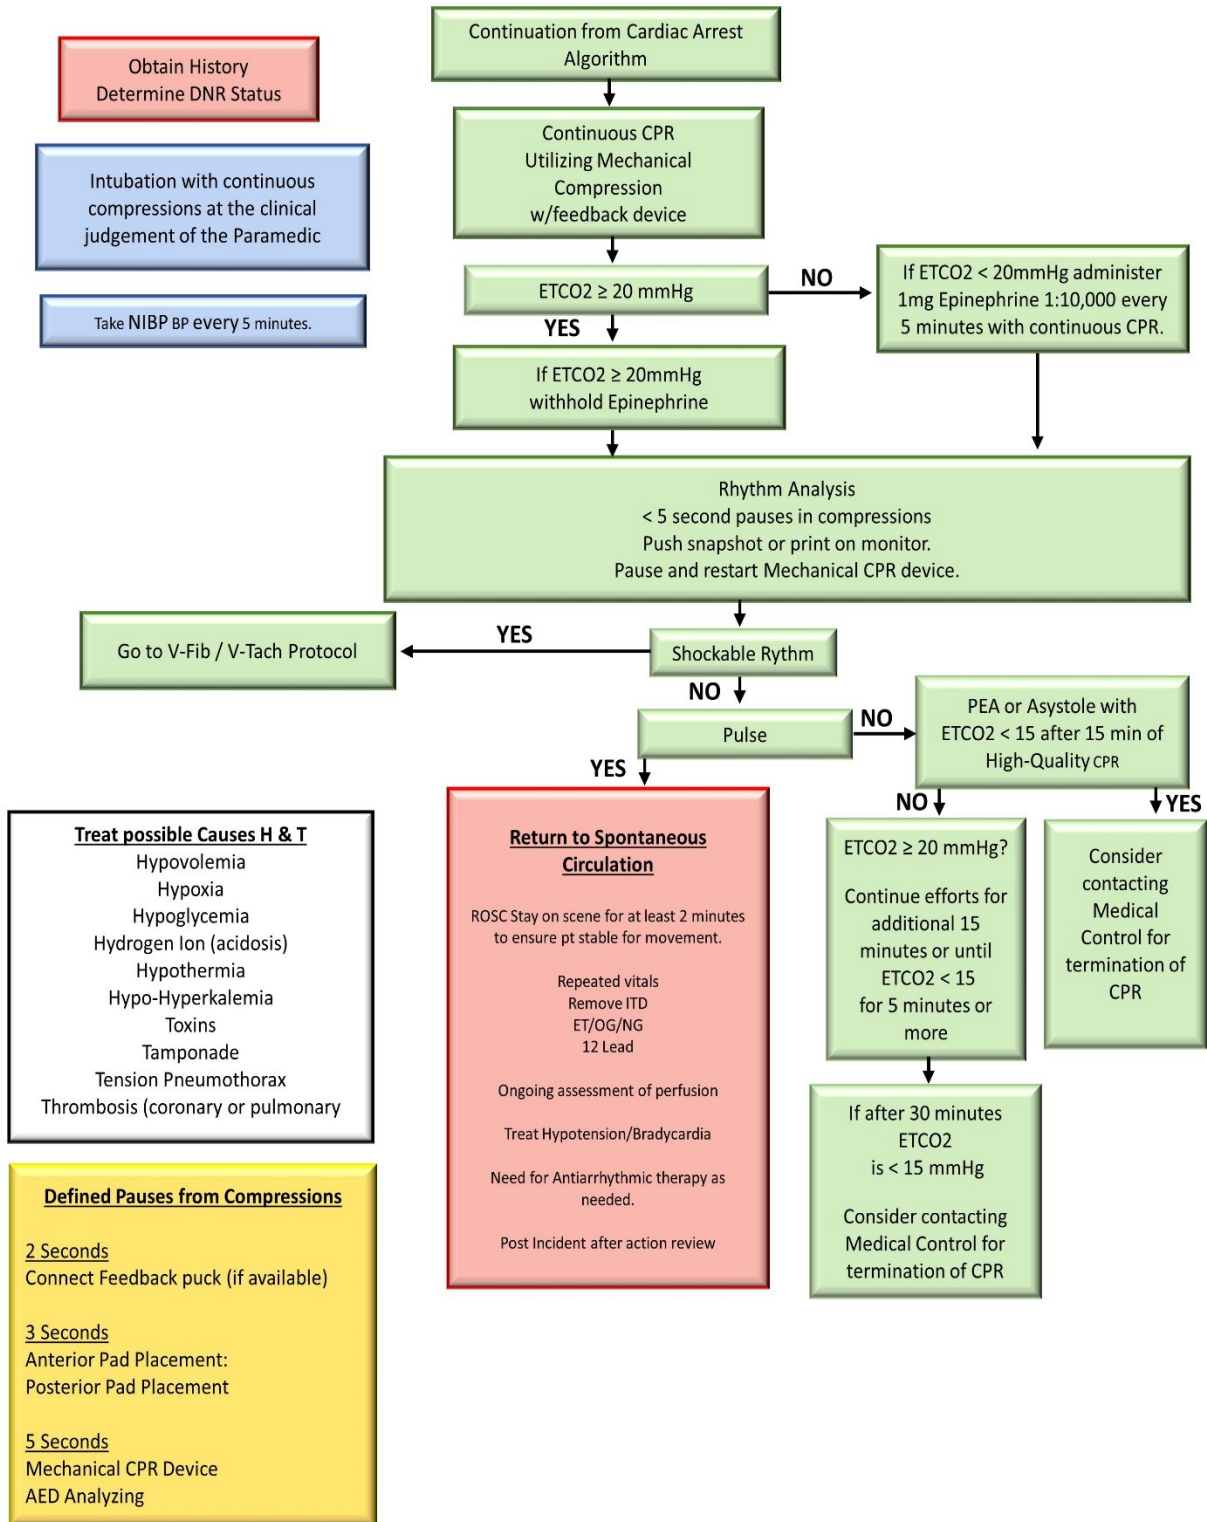 Continuation from Cardiac Arrest
Algorithm
Obtain History
Determine DNR Status
Continuous CPR
Utilizing Mechanical
Compression
w/feedback device
Intubation with continuous
compressions at the clinical
judgement of the Paramedic
Take NIBP BP every 5 minutes.
ETCO2 ≥ 20 mmHg
NO
If ETCO2 < 20mmHg administer
1mg Epinephrine 1:10,000 every
5 minutes with continuous CPR.
YES
If ETCO2 ≥ 20mmHg
withhold Epinephrine
Rhythm Analysis
< 5 second pauses in compressions
Push snapshot or print on monitor.
Pause and restart Mechanical CPR device.
Shockable Rythm
YES
Go to V-Fib / V-Tach Protocol
NO
Pulse
NO
PEA or Asystole with
ETCO2 < 15 after 15 min of
High-Quality CPR
YES
Return to Spontaneous
Circulation
ROSC Stay on scene for at least 2 minutes
to ensure pt stable for movement.
Repeated vitals
Remove ITD
ET/OG/NG
12 Lead
Ongoing assessment of perfusion
Treat Hypotension/Bradycardia
Need for Antiarrhythmic therapy as
needed.
Post Incident after action review
NO
ETCO2 ≥ 20 mmHg?
Continue efforts for
additional 15
minutes or until
ETCO2 < 15
for 5 minutes or
more
If after 30 minutes
ETCO2
is < 15 mmHg
Consider contacting
Medical Control for
termination of CPR
YES
Consider
contacting
Medical
Control for
termination of
CPR
Treat possible Causes H & T
Hypovolemia
Hypoxia
Hypoglycemia
Hydrogen Ion (acidosis)
Hypothermia
Hypo-Hyperkalemia
Toxins
Tamponade
Tension Pneumothorax
Thrombosis (coronary or pulmonary
Defined Pauses from Compressions
2 Seconds
Connect Feedback puck (if available)
3 Seconds
Anterior Pad Placement:
Posterior Pad Placement
5 Seconds
Mechanical CPR Device
AED Analyzing